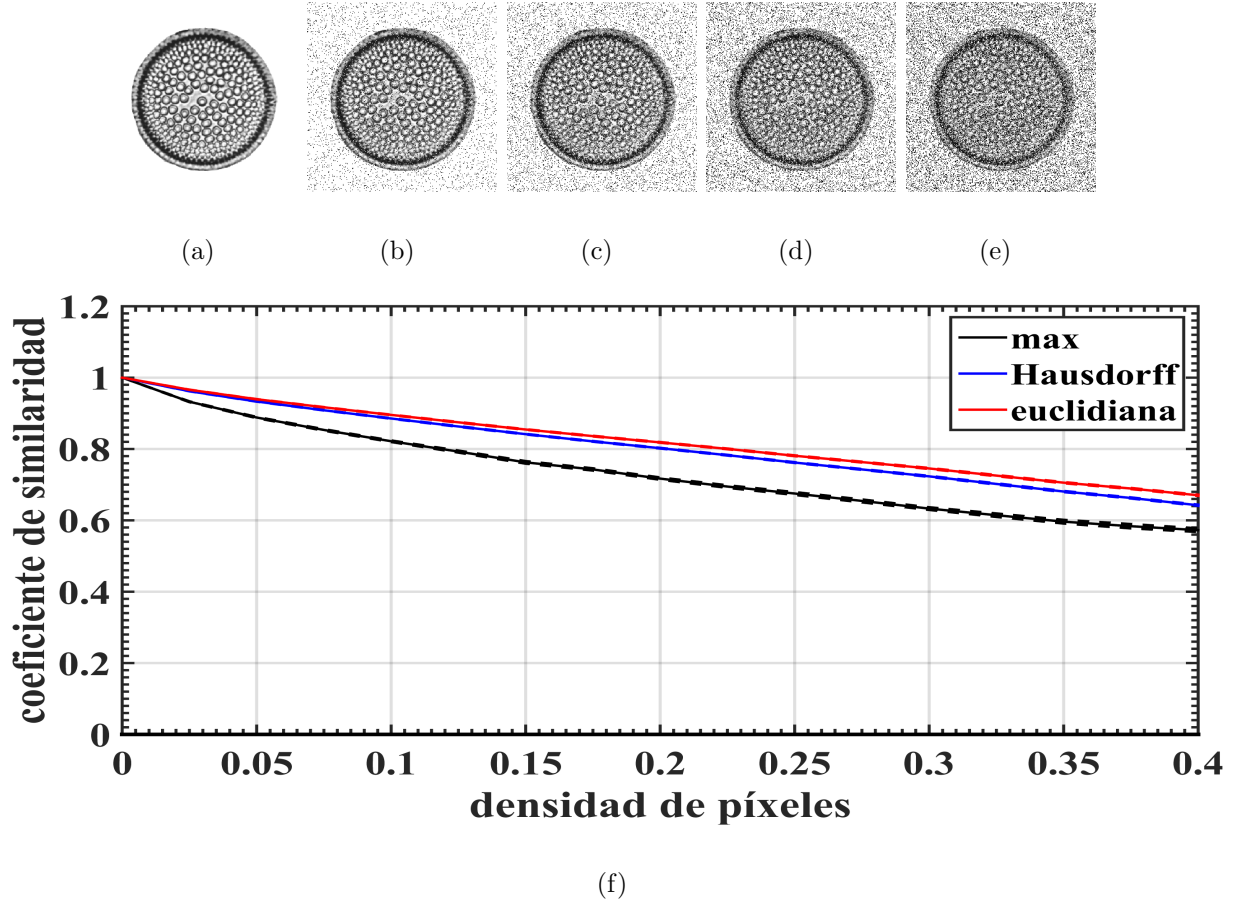 (a)
(b)
(c)
(d)
(e)
1.2
1
0.8
0.6
0.4
0.2
0
coeficiente de similaridad
max
Hausdorff
euclidiana
0
0.05
0.1
0.15
0.2
0.25
0.3
0.35
0.4
densidad de píxeles
(f)